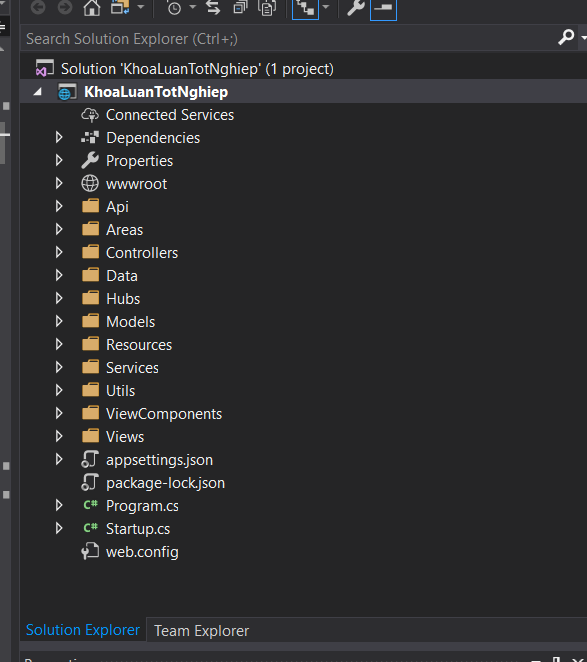 Search Solution Explorer (Ctrl+;)
Solution 'KhoaLuanTotNghiep' (1 project)
KhoaLuanTotNghiep
Connected Services
Dependencies
Properties
wwwroot
Api
Areas
Controllers
Data
Hubs
Models
Resources
Services
Utils
ViewComponents
Views
appsettings.json
package-lock.json
C# Program.cs
C# Startup.cs
web.config
Solution Explorer Team Explorer